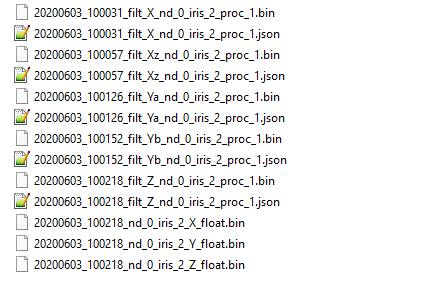 20200603_100031_filt_X_nd_0_iris_2_proc_1.bin
20200603_100031_filt_X_nd_0_iris_2_proc_1.json
20200603_100057_filt_Xz_nd_0_iris_2_proc_1.bin
20200603_100057_filt_Xz_nd_0_iris_2_proc_1.json
20200603_100126_filt_Ya_nd_0_iris_2_proc_1.bin
20200603_100126_filt_Ya_nd_0_iris_2_proc_1.json
20200603_100152_filt_Yb_nd_0_iris_2_proc_1.bin
20200603_100152_filt_Yb_nd_0_iris_2_proc_1.json
20200603_100218_filt_Z_nd_0_iris_2_proc_1.bin
20200603_100218_filt_Z_nd_0_iris_2_proc_1.json
20200603_100218_nd_0_iris_2_X_float.bin
20200603_100218_nd_0_iris_2_Y_float.bin
20200603_100218_nd_0_iris_2_Z_float.bin